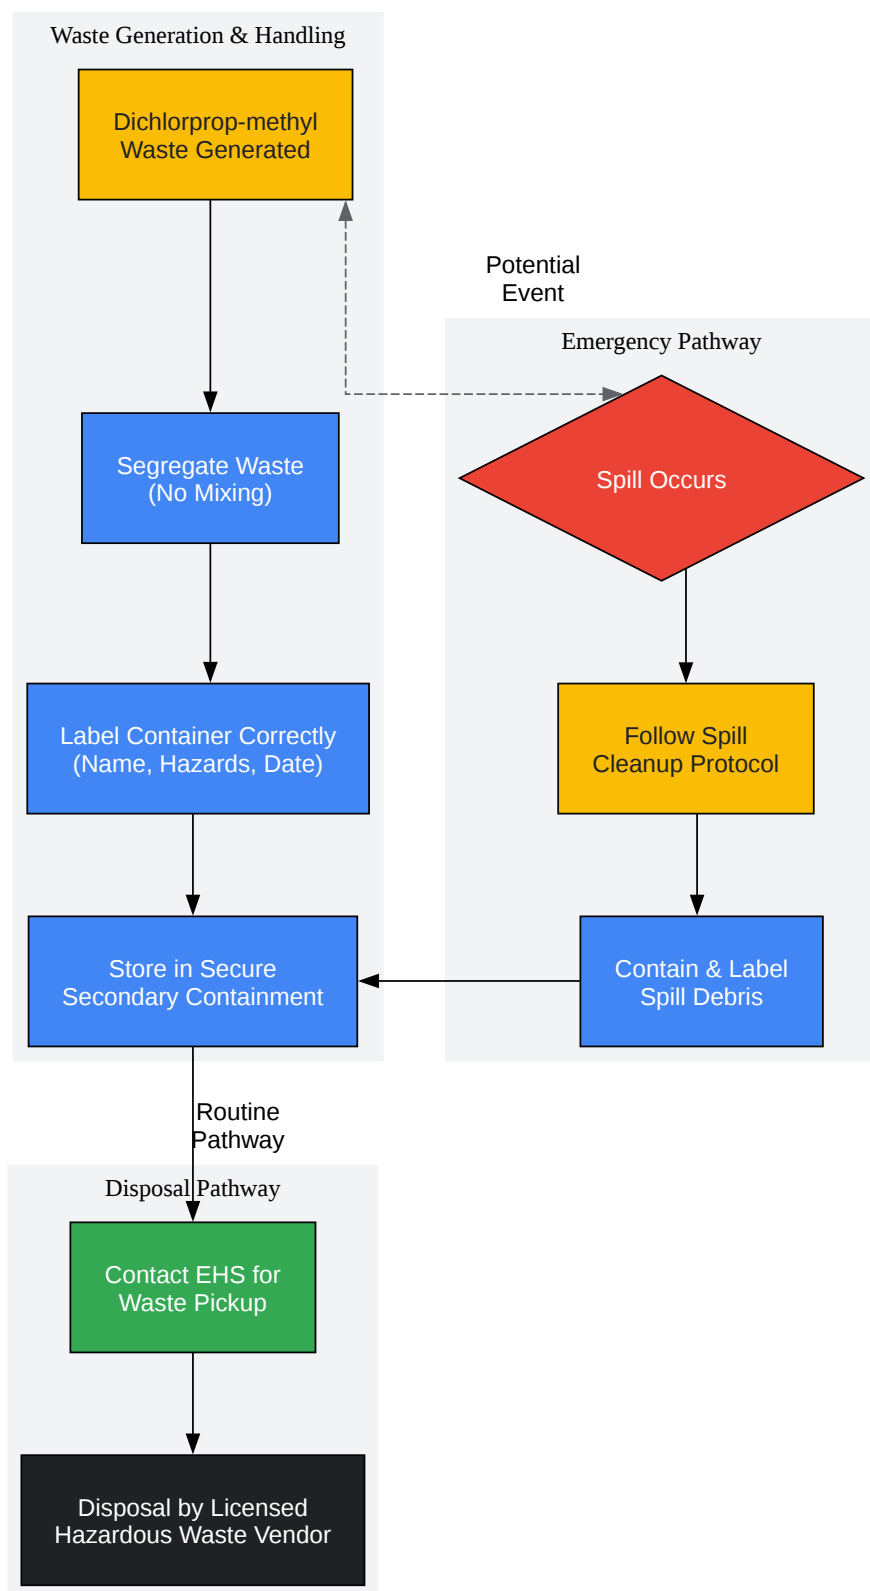 Waste Generation & Handling
Dichlorprop-methyl
Waste Generated
Potential
Event
Emergency Pathway
Segregate Waste
(No Mixing)
Spill Occurs
Label Container Correctly
(Name, Hazards, Date)
Follow Spill
Cleanup Protocol
Store in Secure
Secondary Containment
Contain & Label
Spill Debris
Routine
Pathway
Disposal Pathway
Contact EHS for
Waste Pickup
Disposal by Licensed
Hazardous Waste Vendor